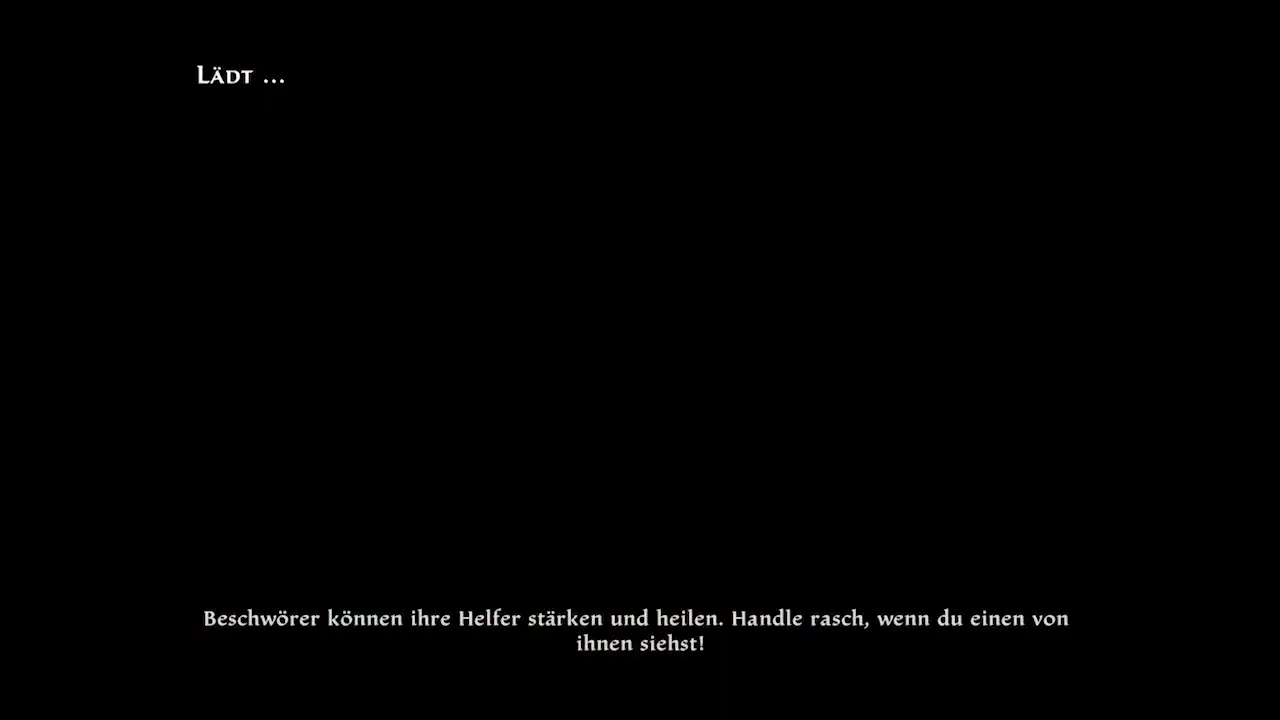 Lädt ...
Beschwörer können ihre Helfer stärken und heilen. Handle rasch, wenn du einen von
ihnen siehst!